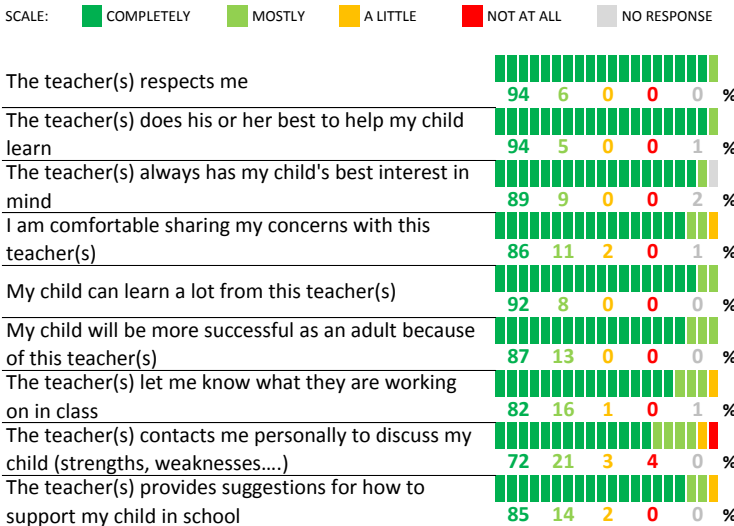 SCALE: COMPLETELY MOSTLY A LITTLE NOT AT ALL NO RESPONSE
The teacher(s) respects me
94 6 0 0 0 %
The teacher(s) does his or her best to help my child
learn
94 5 0 0 1 %
The teacher(s) always has my child's best interest in
mind
89 9 0 0 2 %
I am comfortable sharing my concerns with this
teacher(s)
86 11 2 0 1 %
My child can learn a lot from this teacher(s)
92 8 0 0 0 %
My child will be more successful as an adult because
of this teacher(s)
87 13 0 0 0 %
The teacher(s) let me know what they are working
on in class
82 16 1 0 1 %
The teacher(s) contacts me personally to discuss my
child (strengths, weaknesses....)
72 21 3 4 0 %
The teacher(s) provides suggestions for how to
support my child in school
85 14 2 0 0 %